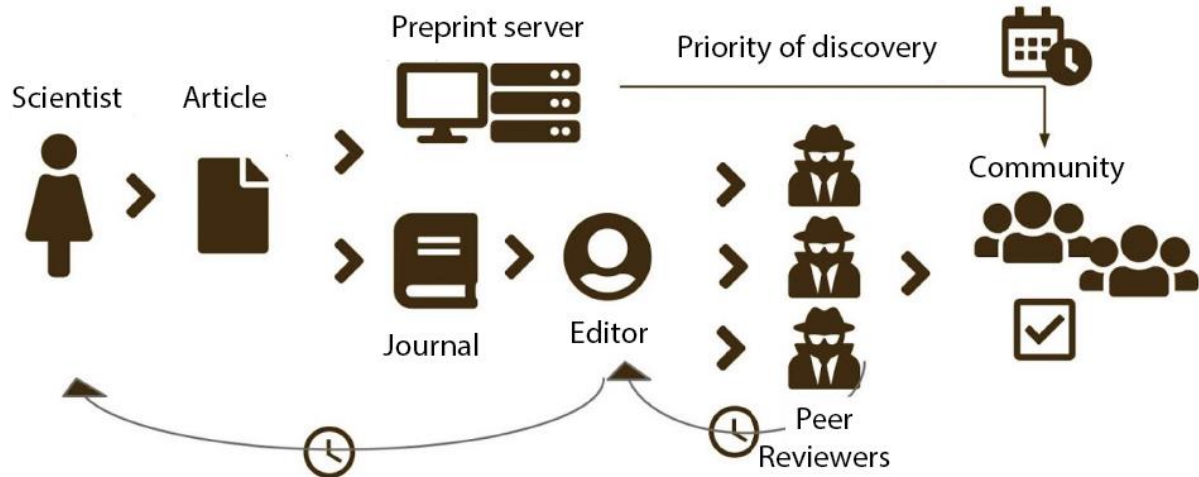 Preprint server
Priority of discovery
Scientist
Article
Community
Journal
Editor
Peer
Reviewers